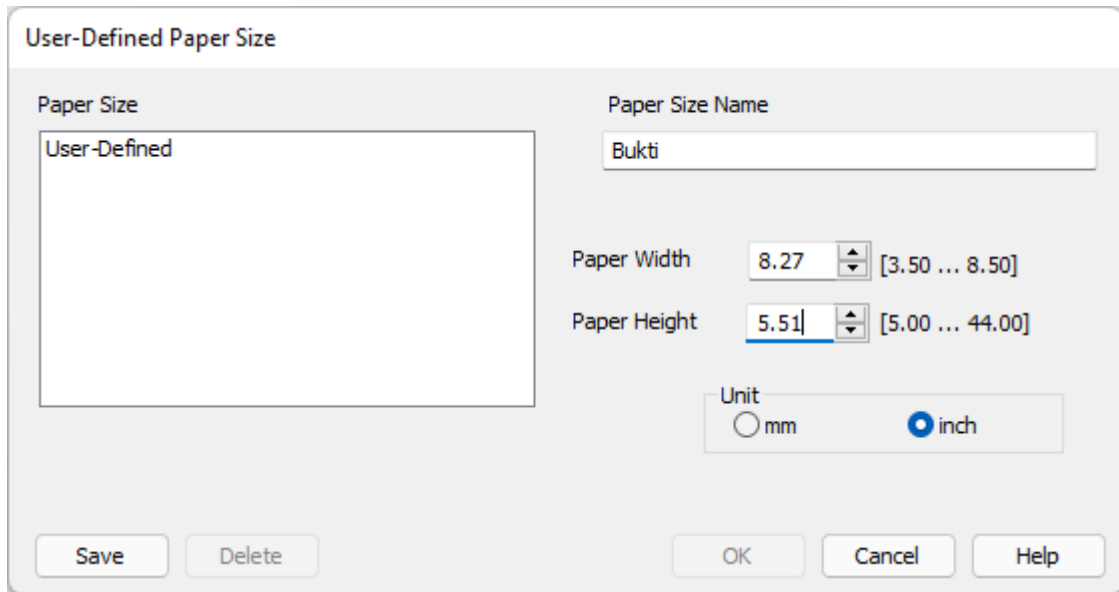 User-Defined Paper Size
Paper Size
User-Defined
Paper Size Name
Bukti
Paper Width 8.27 [3.50 ... 8.50]
Paper Height 5.51 [5.00 ... 44.00]
Unit
mm inch
Save Delete OK Cancel Help